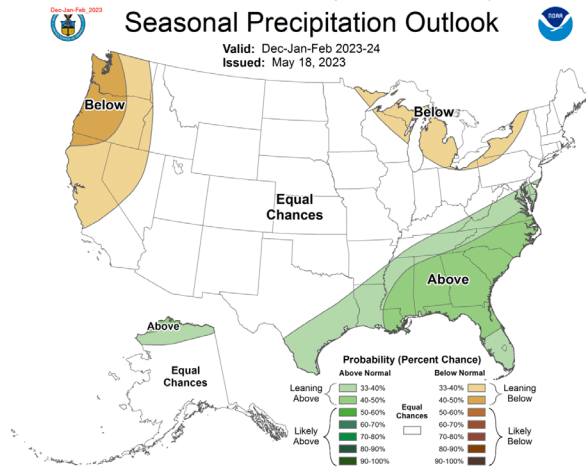 Dec-Jan-Feb_2023
Seasonal Precipitation Outlook
NOAA
Valid: Dec-Jan-Feb 2023-24
Issued: May 18, 2023
Below
Below
Equal
Chances
Above
Above
Equal
Chances
Probability (Percent Chance)
Above Normal
Below Normal
Leaning
Above
33-40%
40-50%
Likely
Above
50-60%
60-70%
70-80%
80-90%
90-100%
Equal
Chances
33-40%
40-50%
Leaning
Below
50-60%
60-70%
70-80%
80-90%
90-100%
Likely
Below